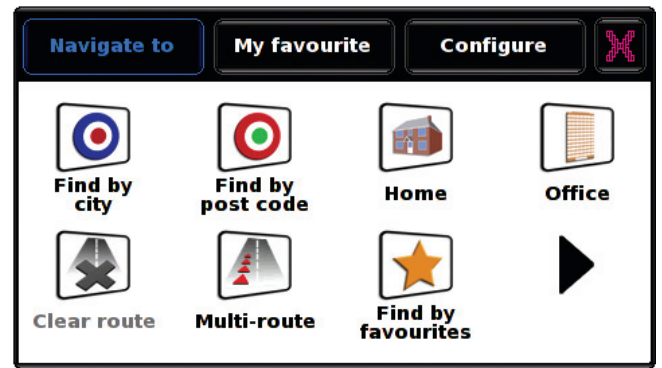 Navigate to
My favourite
Configure
Find by
city
Find by
post code
Home
Office
Clear route
Multi-route
Find by
favourites